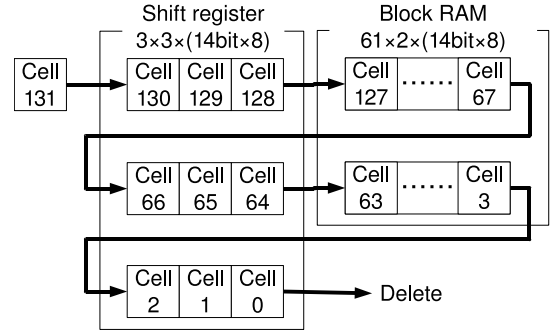 Shift register
3×3×(14bit×8)
Block RAM
61×2×(14bit×8)
Cell 131
Cell 130
Cell 129
Cell 128
Cell 127
······
Cell 67
Cell 66
Cell 65
Cell 64
Cell 63
······
Cell 3
Cell 2
Cell 1
Cell 0
Delete